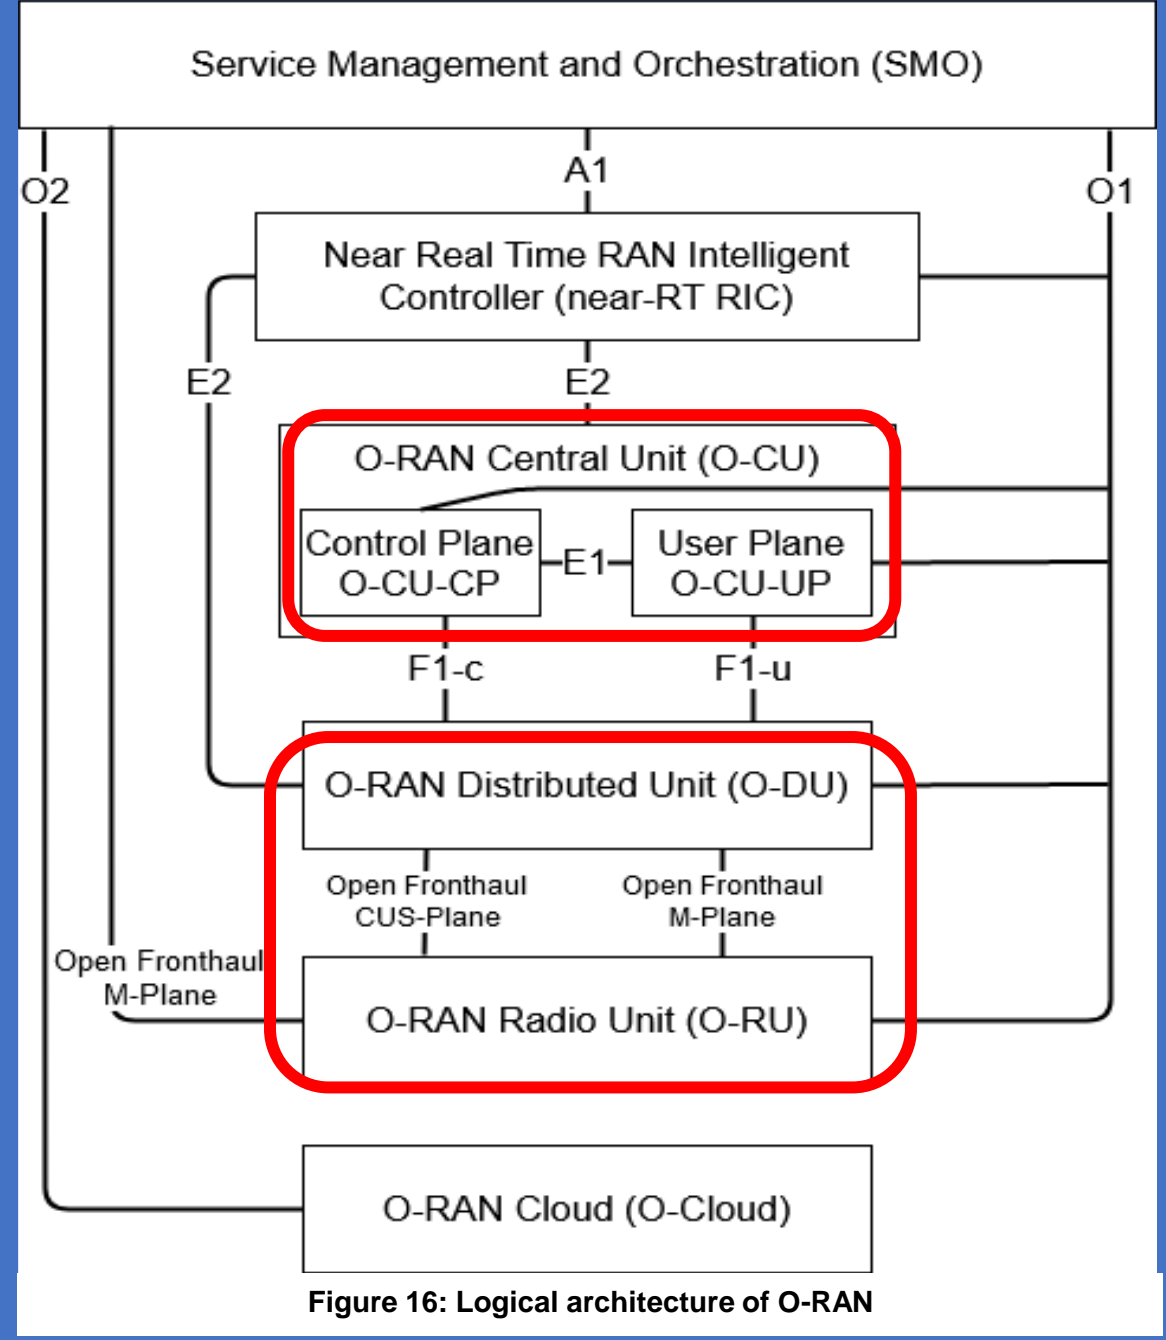 Service Management and Orchestration (SMO)
O2
A1
O1
Near Real Time RAN Intelligent
Controller (near-RT RIC)
E2
E2
O-RAN Central Unit (O-CU)
Control Plane
O-CU-CP
E1
User Plane
O-CU-UP
F1-c
F1-u
O-RAN Distributed Unit (O-DU)
Open Fronthaul
CUS-Plane
Open Fronthaul
M-Plane
Open Fronthaul
M-Plane
O-RAN Radio Unit (O-RU)
O-RAN Cloud (O-Cloud)
Figure 16: Logical architecture of O-RAN